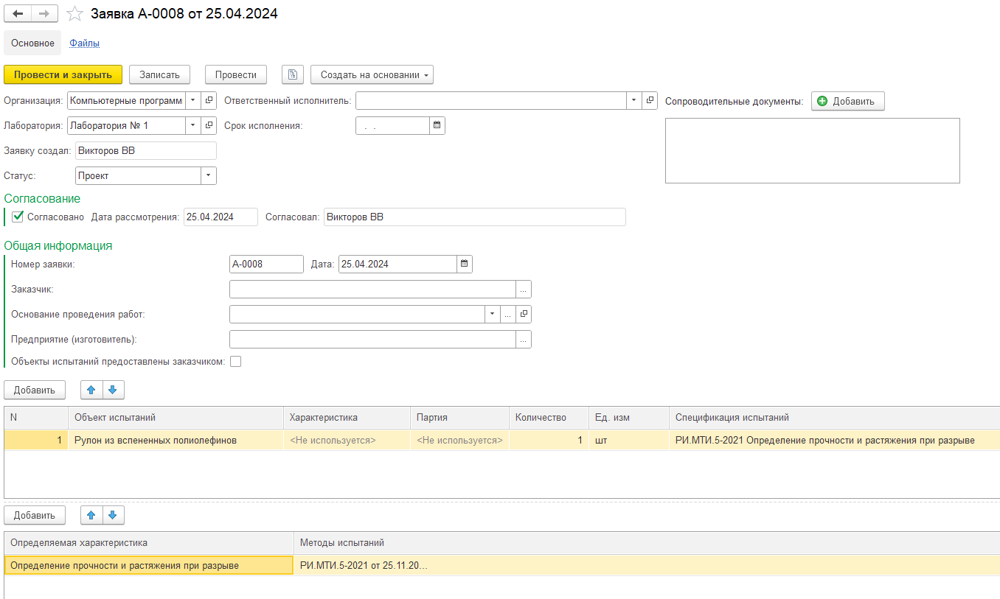 Заявка А-0008 от 25.04.2024
Основное Файлы
Провести и закрыть Записать Провести Создать на основании
Организация: Компьютерные программ Ответственный исполнитель: Сопроводительные документы: Добавить
Лаборатория: Лаборатория № 1 Срок исполнения: . .
Заявку создал: Викторов ВВ
Статус: Проект
Согласование
Согласовано Дата рассмотрения: 25.04.2024 Согласовал: Викторов ВВ
Общая информация
Номер заявки: А-0008 Дата: 25.04.2024
Заказчик: ...
Основание проведения работ: ...
Предприятие (изготовитель): ...
Объекты испытаний предоставлены заказчиком:
Добавить
N Объект испытаний Характеристика Партия Количество Ед. изм Спецификация испытаний
1 Рулон из вспененных полиолефинов <Не используется> <Не используется> 1 шт РИ.МТИ.5-2021 Определение прочности и растяжения при разрыве
Добавить
Определяемая характеристика Методы испытаний
Определение прочности и растяжения при разрыве РИ.МТИ.5-2021 от 25.11.20...